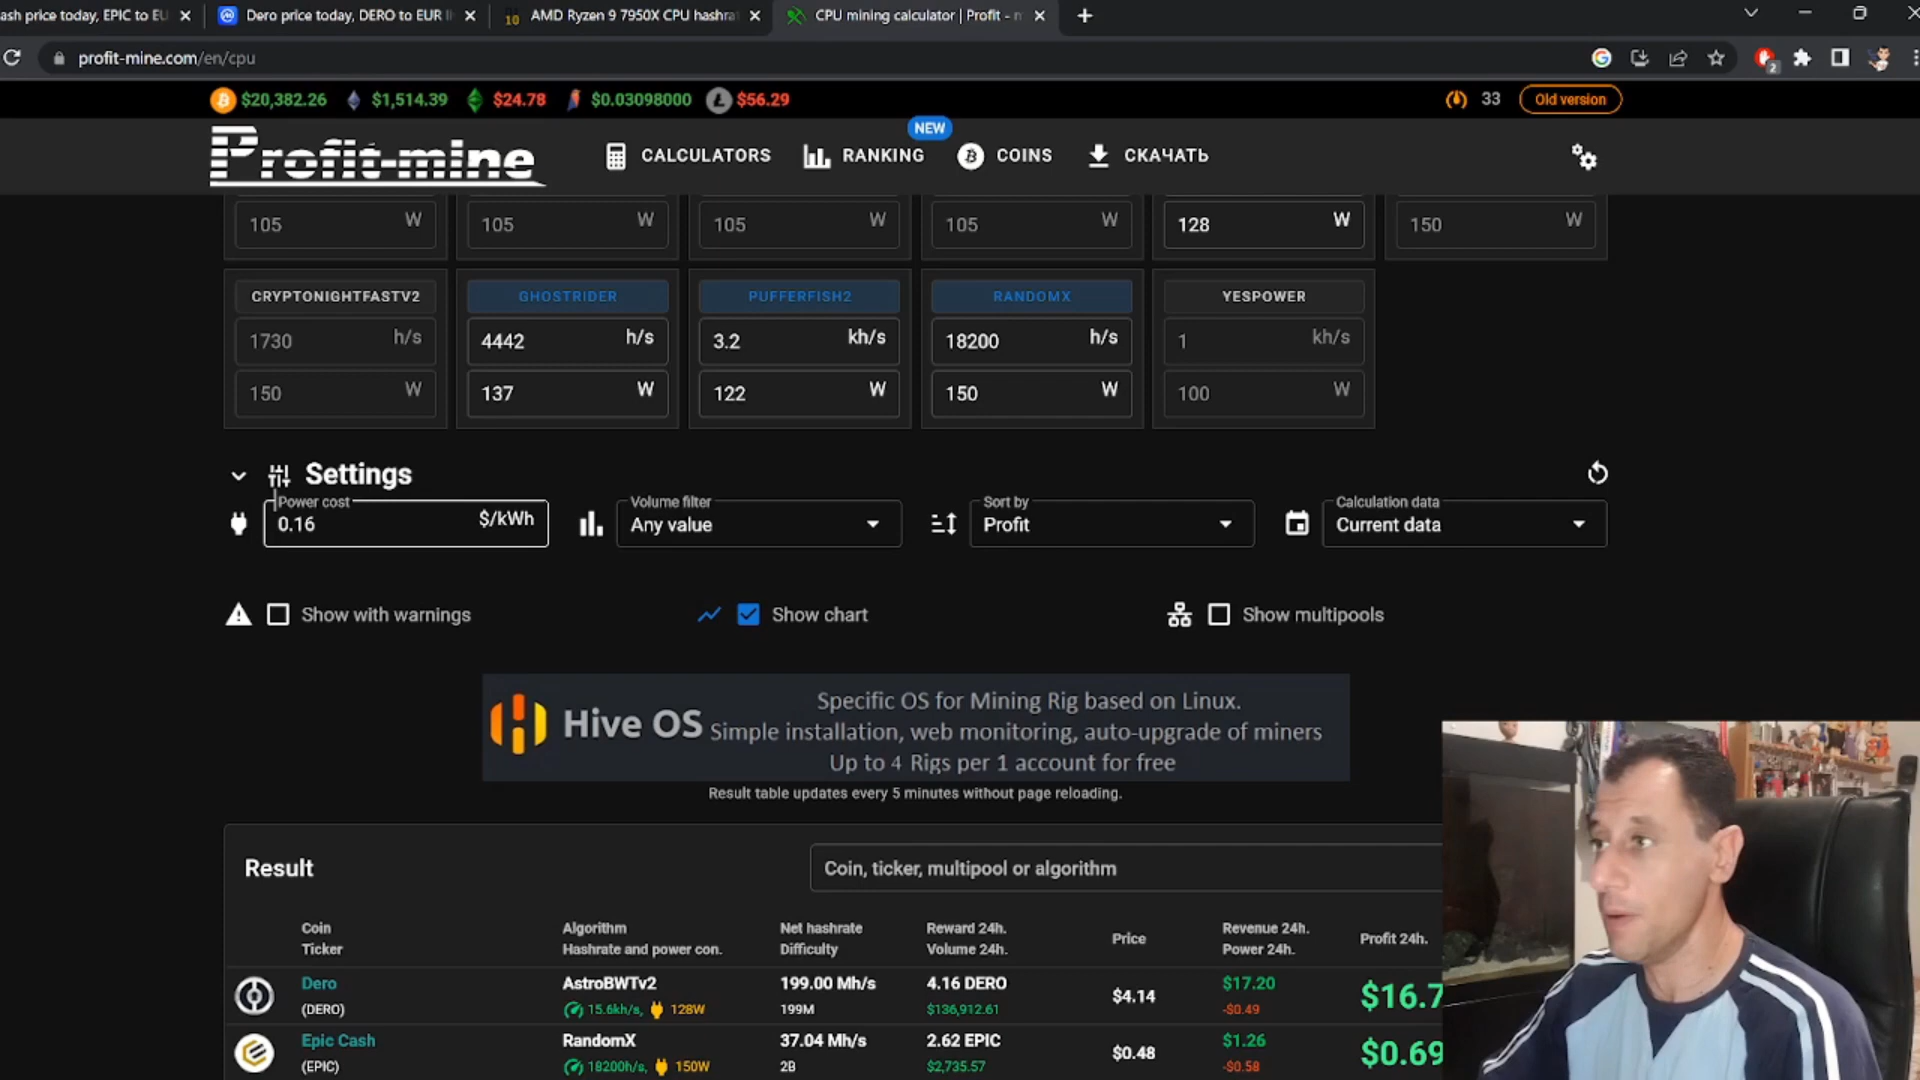 ash price today, EPIC to EU
Dero price today, DERO to EUR li
AMD Ryzen 9 7950X CPU hashra
CPU mining calculator | Profit - m
profit-mine.com/en/cpu
2
$20,382.26
$1,514.39
$24.78
$0.03098000
$56.29
33
Old version
Profit-mine
CALCULATORS
NEW
RANKING
COINS
СКАЧАТЬ
105 W
105 W
105 W
105 W
128 W
150 W
CRYPTONIGHTFASTV2
GHOSTRIDER
PUFFERFISH2
RANDOMX
YESPOWER
1730 h/s
4442 h/s
3.2 kh/s
18200 h/s
1 kh/s
150 W
137 W
122 W
150 W
100 W
Settings
Power cost
0.16 $/kWh
Volume filter
Any value
Sort by
Profit
Calculation data
Current data
Show with warnings
Show chart
Show multipools
Hive OS
Specific OS for Mining Rig based on Linux.
Simple installation, web monitoring, auto-upgrade of miners
Up to 4 Rigs per 1 account for free
Result table updates every 5 minutes without page reloading.
Result
Coin, ticker, multipool or algorithm
Coin
Ticker
Algorithm
Hashrate and power con.
Net hashrate
Difficulty
Reward 24h.
Volume 24h.
Price
Revenue 24h.
Power 24h.
Profit 24h.
Dero
(DERO)
AstroBWTv2
15.6kh/s, 128W
199.00 Mh/s
199M
4.16 DERO
$136,912.61
$4.14
$17.20
-$0.49
$16.7
Epic Cash
(EPIC)
RandomX
18200h/s, 150W
37.04 Mh/s
2B
2.62 EPIC
$2,735.57
$0.48
$1.26
-$0.58
$0.69